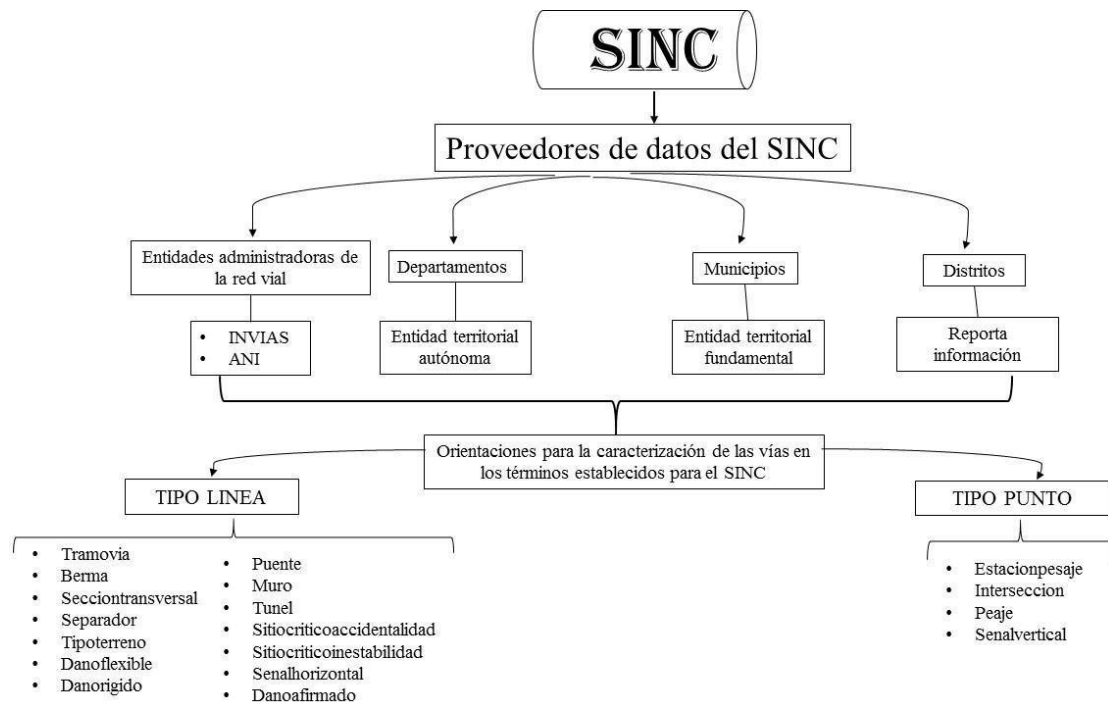 SINC
Proveedores de datos del SINC
Entidades administradoras de
la red vial
Departamentos
Municipios
Distritos
• INVIAS
• ANI
Entidad territorial
autónoma
Entidad territorial
fundamental
Reporta
información
Orientaciones para la caracterización de las vías en
los términos establecidos para el SINC
TIPO LINEA
• Tramovia
• Berma
• Secciontransversal
• Separador
• Tipoterreno
• Danoflexible
• Danorigido
• Puente
• Muro
• Tunel
• Sitiocriticoaccidentalidad
• Sitiocriticoinestabilidad
• Senalhorizontal
• Danoafirmado
TIPO PUNTO
• Estacionpesaje
• Interseccion
• Peaje
• Senalvertical